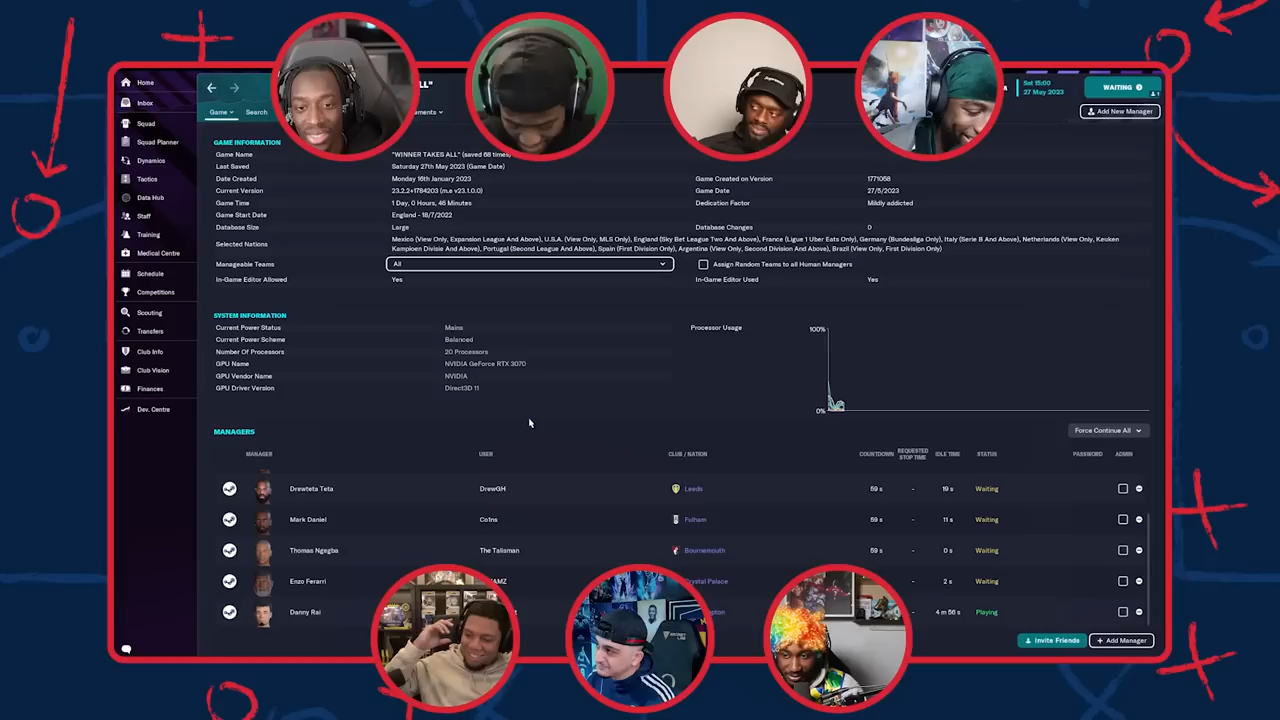 Home
Inbox
Squad
Squad Planner
Dynamics
Tactics
Data Hub
Staff
Training
Medical Centre
Schedule
Competitions
Scouting
Transfers
Club Info
Club Vision
Finances
Dev. Centre
LL"
Sat 15:00
27 May 2023
WAITING
1
Game
Search
Add New Manager
GAME INFORMATION
Game Name "WINNER TAKES ALL" (saved 68 times)
Last Saved Saturday 27th May 2023 (Game Date)
Date Created Monday 16th January 2023 Game Created on Version 1771058
Current Version 23.2.2+1784203 (m.e v23.1.0.0) Game Date 27/5/2023
Game Time 1 Day, 0 Hours, 46 Minutes Dedication Factor Mildly addicted
Game Start Date England - 18/7/2022
Database Size Large Database Changes 0
Selected Nations Mexico (View Only, Expansion League And Above), U.S.A. (View Only, MLS Only), England (Sky Bet League Two And Above), France (Ligue 1 Uber Eats Only), Germany (Bundesliga Only), Italy (Serie B And Above), Netherlands (View Only, Keuken
Kampioen Divisie And Above), Portugal (Second League And Above), Spain (First Division Only), Argentina (View Only, Second Division And Above), Brazil (View Only, First Division Only)
Manageable Teams All Assign Random Teams to all Human Managers
In-Game Editor Allowed Yes In-Game Editor Used Yes
SYSTEM INFORMATION
Current Power Status Mains Processor Usage 100%
Current Power Scheme Balanced
Number Of Processors 20 Processors
GPU Name NVIDIA GeForce RTX 3070
GPU Vendor Name NVIDIA
GPU Driver Version Direct3D 11
0%
MANAGERS
Force Continue All
MANAGER USER CLUB / NATION COUNTDOWN REQUESTED STOP TIME IDLE TIME STATUS PASSWORD ADMIN
Drewteta Teta DrewGH Leeds 59 s - 19 s Waiting
Mark Daniel Co1ns Fulham 59 s - 11 s Waiting
Thomas Ngegba The Talisman Bournemouth 59 s - 0 s Waiting
Enzo Ferarri Crystal Palace - 2 s Waiting
Danny Rai - 4 m 56 s Playing
Invite Friends
+ Add Manager
Supreme